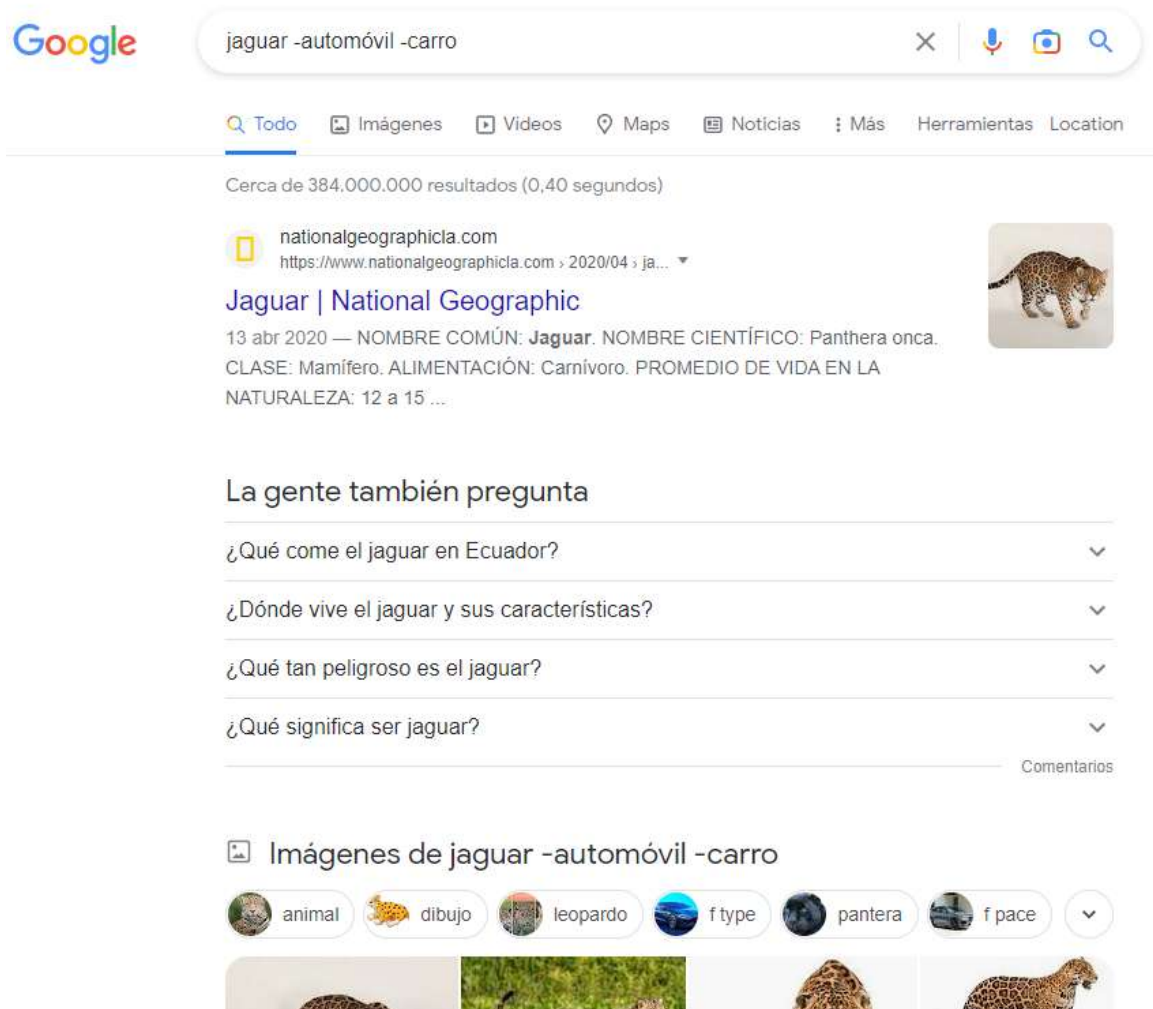 Google
jaguar -automóvil -carro
Todo Imágenes Videos Maps Noticias Más Herramientas Location
Cerca de 384.000.000 resultados (0,40 segundos)
nationalgeographicla.com
https://www.nationalgeographicla.com › 2020/04 › ja...
Jaguar | National Geographic
13 abr 2020 — NOMBRE COMÚN: Jaguar. NOMBRE CIENTÍFICO: Panthera onca.
CLASE: Mamífero. ALIMENTACIÓN: Carnívoro. PROMEDIO DE VIDA EN LA
NATURALEZA: 12 a 15 ...
La gente también pregunta
¿Qué come el jaguar en Ecuador?
¿Dónde vive el jaguar y sus características?
¿Qué tan peligroso es el jaguar?
¿Qué significa ser jaguar?
Comentarios
Imágenes de jaguar -automóvil -carro
animal dibujo leopardo f type pantera f pace